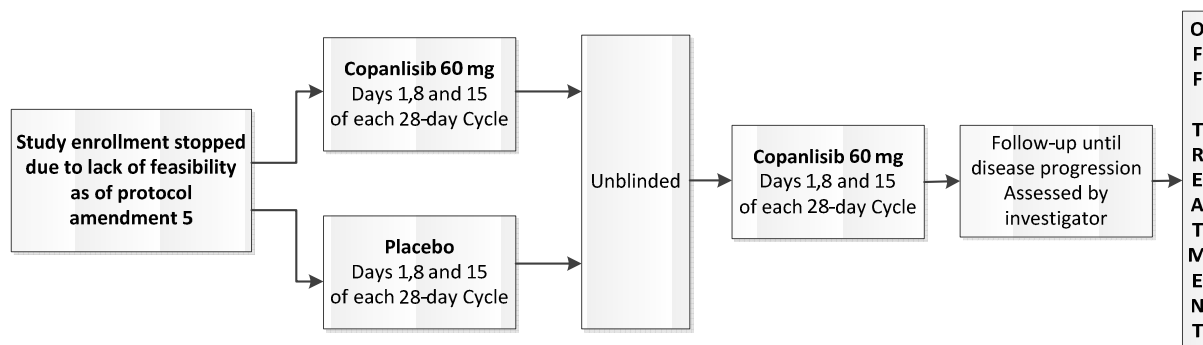 Study enrollment stopped
due to lack of feasibility
as of protocol
amendment 5
Copanlisib 60 mg
Days 1,8 and 15
of each 28-day Cycle
Placebo
Days 1,8 and 15
of each 28-day Cycle
Unblinded
Copanlisib 60 mg
Days 1,8 and 15
of each 28-day Cycle
Follow-up until
disease progression
Assessed by
investigator
O
F
F
T
R
E
A
T
M
E
N
T